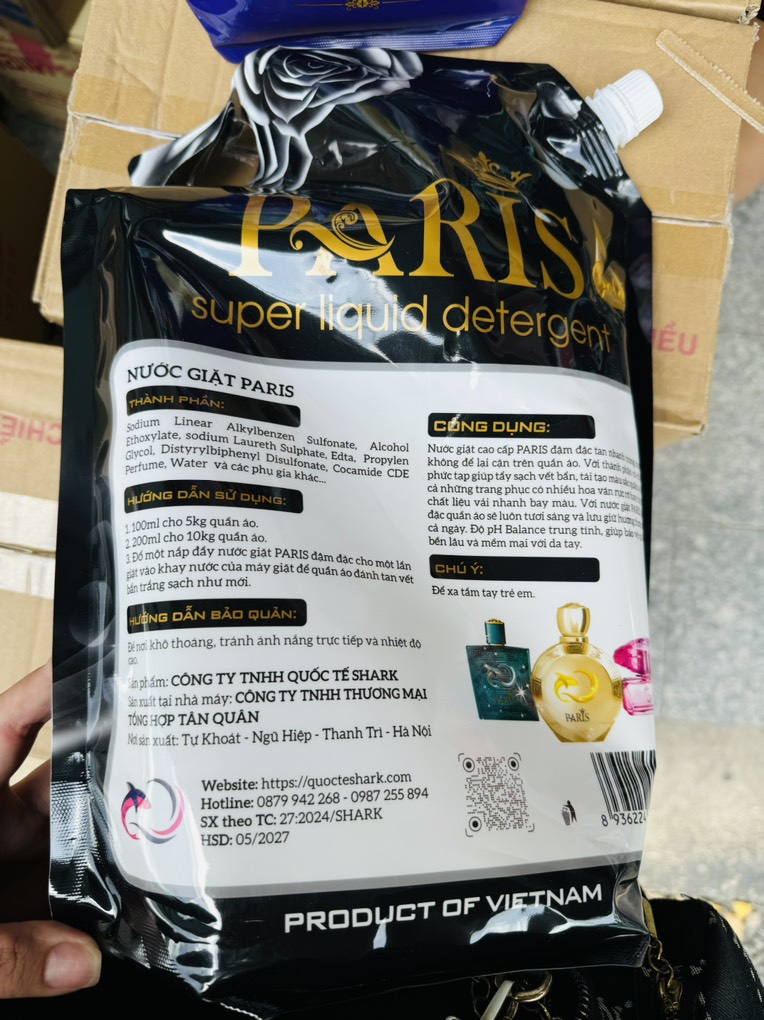 PARIS
super liquid detergent
NƯỚC GIẶT PARIS
THÀNH PHẦN:
Sodium Linear Alkylbenzen Sulfonate, Alcohol
Ethoxylate, sodium Laureth Sulphate, Edta, Propylen
Glycol, Distyrylbiphenyl Disulfonate, Cocamide CDE
Perfume, Water và các phụ gia khác...
HƯỚNG DẪN SỬ DỤNG:
1. 100ml cho 5kg quần áo.
2. 200ml cho 10kg quần áo.
3. Đổ một nắp đầy nước giặt PARIS đậm đặc cho một lần
giặt vào khay nước của máy giặt để quần áo đánh tan vết
bẩn trắng sạch như mới.
HƯỚNG DẪN BẢO QUẢN:
Để nơi khô thoáng, tránh ánh nắng trực tiếp và nhiệt độ
cao.
Sản phẩm: CÔNG TY TNHH QUỐC TẾ SHARK
Sản xuất tại nhà máy: CÔNG TY TNHH THƯƠNG MẠI
TỔNG HỢP TÂN QUÂN
Nơi sản xuất: Tự Khoát - Ngũ Hiệp - Thanh Trì - Hà Nội
Website: https://quocteshark.com
Hotline: 0879 942 268 - 0987 255 894
SX theo TC: 27:2024/SHARK
HSD: 05/2027
CÔNG DỤNG:
Nước giặt cao cấp PARIS đậm đặc tan nhanh
không để lại cặn trên quần áo. Với thành phần
phức tạp giúp tẩy sạch vết bẩn, tái tạo màu
cả những trang phục có nhiều hoa văn
chất liệu vải nhanh bay màu. Với nước giặt
đặc quần áo sẽ luôn tươi sáng và lưu giữ hương
cả ngày. Độ pH Balance trung tính, giúp bảo
bền lâu và mềm mại với da tay.
CHÚ Ý:
Để xa tầm tay trẻ em.
PARIS
8 936224
PRODUCT OF VIETNAM
CHIỀ
IỀU